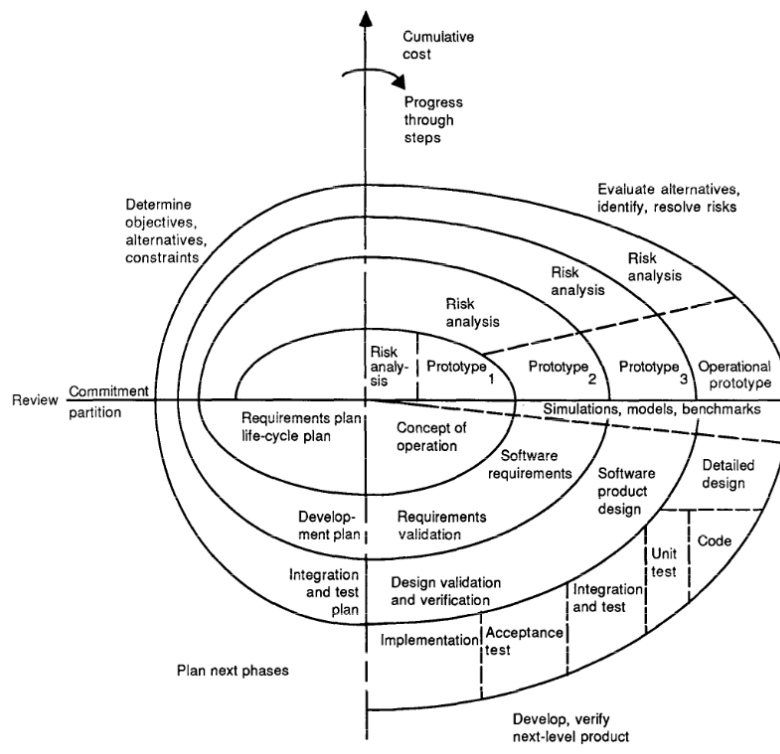 Cumulative
cost
Progress
through
steps
Evaluate alternatives,
identify, resolve risks
Determine
objectives,
alternatives,
constraints
Risk
analysis
Risk
analysis
Risk
analysis
Risk
analy-
sis
Prototype 1
Prototype 2
Prototype 3
Operational
prototype
Review
Commitment
partition
Simulations, models, benchmarks
Requirements plan
life-cycle plan
Concept of
operation
Software
requirements
Software
product
design
Detailed
design
Develop-
ment plan
Requirements
validation
Code
Unit
test
Integration
and test
plan
Design validation
and verification
Integration
and test
Acceptance
test
Implementation
Plan next phases
Develop, verify
next-level product